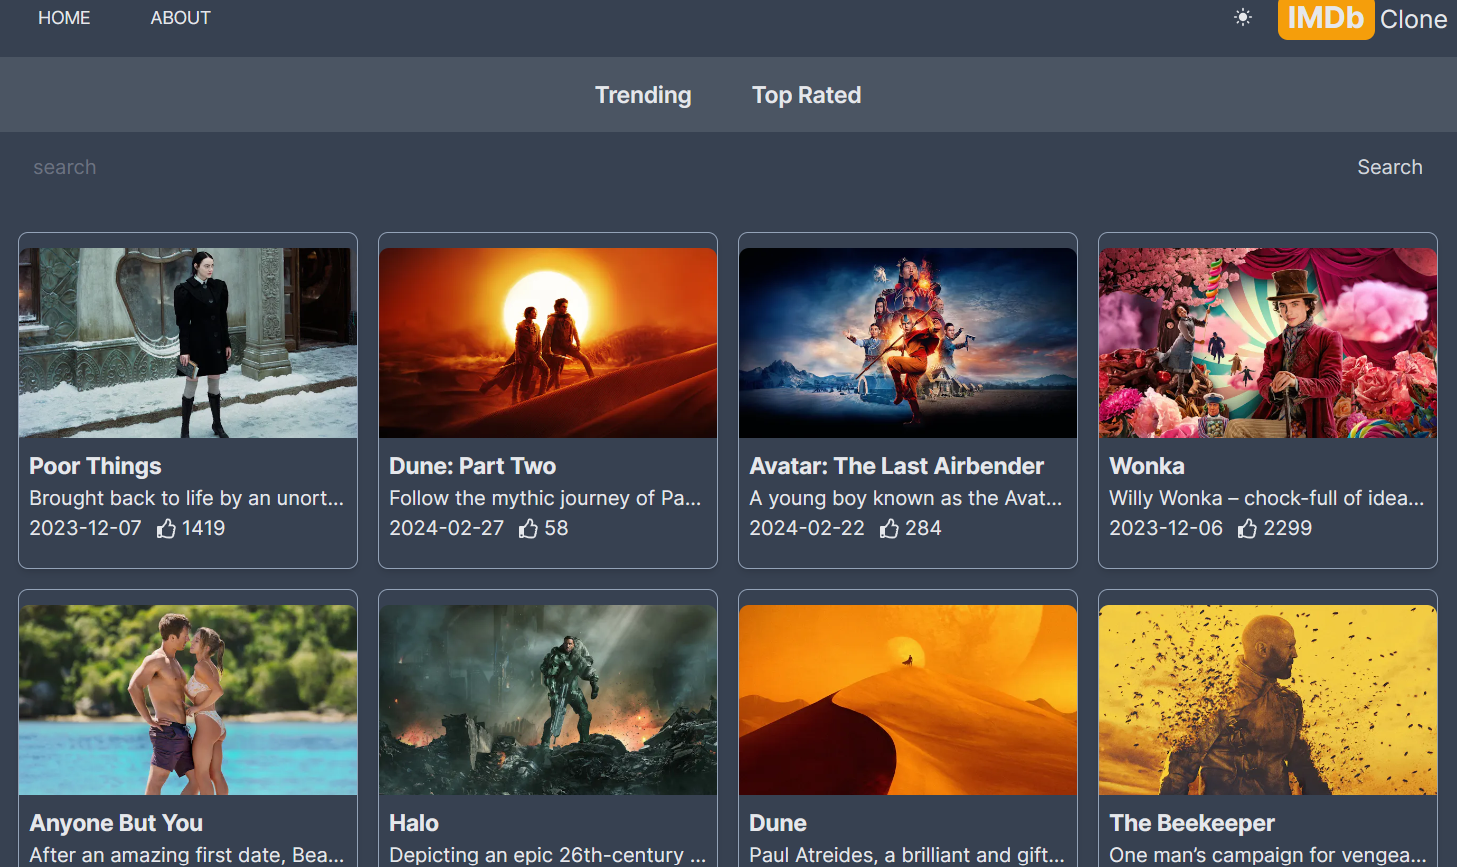 HOME ABOUT IMDb Clone
Trending Top Rated
search Search
Poor Things
Brought back to life by an unort...
2023-12-07 1419
Dune: Part Two
Follow the mythic journey of Pa...
2024-02-27 58
Avatar: The Last Airbender
A young boy known as the Avat...
2024-02-22 284
Wonka
Willy Wonka – chock-full of idea...
2023-12-06 2299
Anyone But You
After an amazing first date, Bea...
Halo
Depicting an epic 26th-century ...
Dune
Paul Atreides, a brilliant and gift...
The Beekeeper
One man’s campaign for vengea...